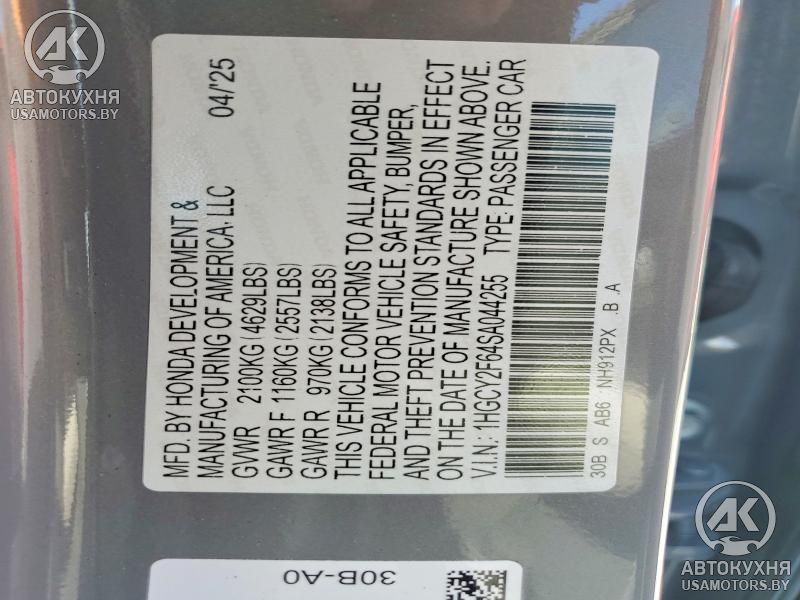 MFD. BY HONDA DEVELOPMENT &
MANUFACTURING OF AMERICA, LLC 04/'25
GVWR 2100KG(4629LBS)
GAWR F 1160KG(2557LBS)
GAWR R 970KG(2138LBS)
THIS VEHICLE CONFORMS TO ALL APPLICABLE
FEDERAL MOTOR VEHICLE SAFETY, BUMPER,
AND THEFT PREVENTION STANDARDS IN EFFECT
ON THE DATE OF MANUFACTURE SHOWN ABOVE.
V.I.N.: 1HGCY2F64SA044255 TYPE: PASSENGER CAR
30B S AB6 NH912PX .B .A
30B-A0
АК
АВТОКУХНЯ
USAMOTORS.BY
АК
АВТОКУХНЯ
USAMOTORS.BY